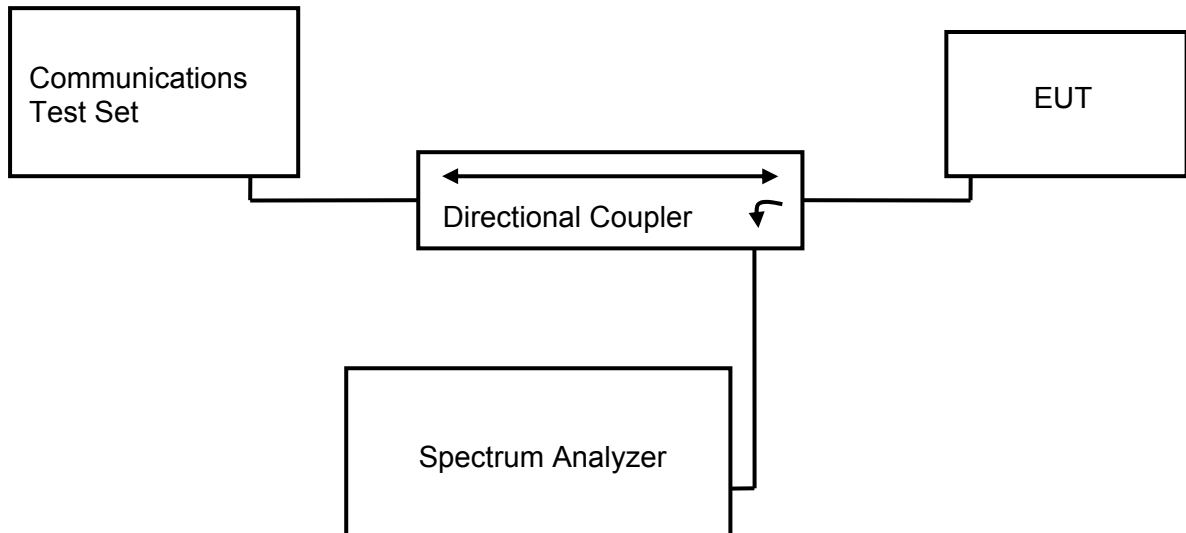 Communications
Test Set
EUT
Directional Coupler
Spectrum Analyzer